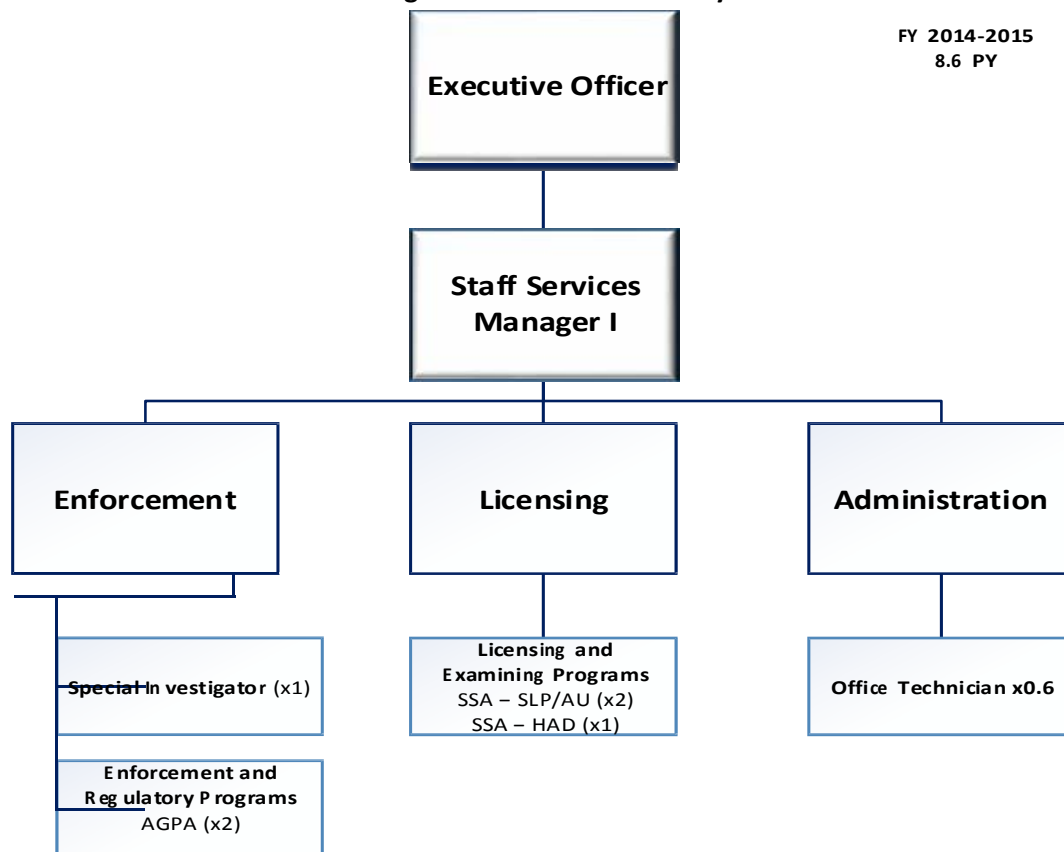 FY 2014-2015
8.6 PY
Executive Officer
Staff Services
Manager I
Enforcement
Licensing
Administration
Special Investigator (x1)
Licensing and
Examining Programs
SSA – SLP/AU (x2)
SSA – HAD (x1)
Office Technician x0.6
Enforcement and
Regulatory Programs
AGPA (x2)